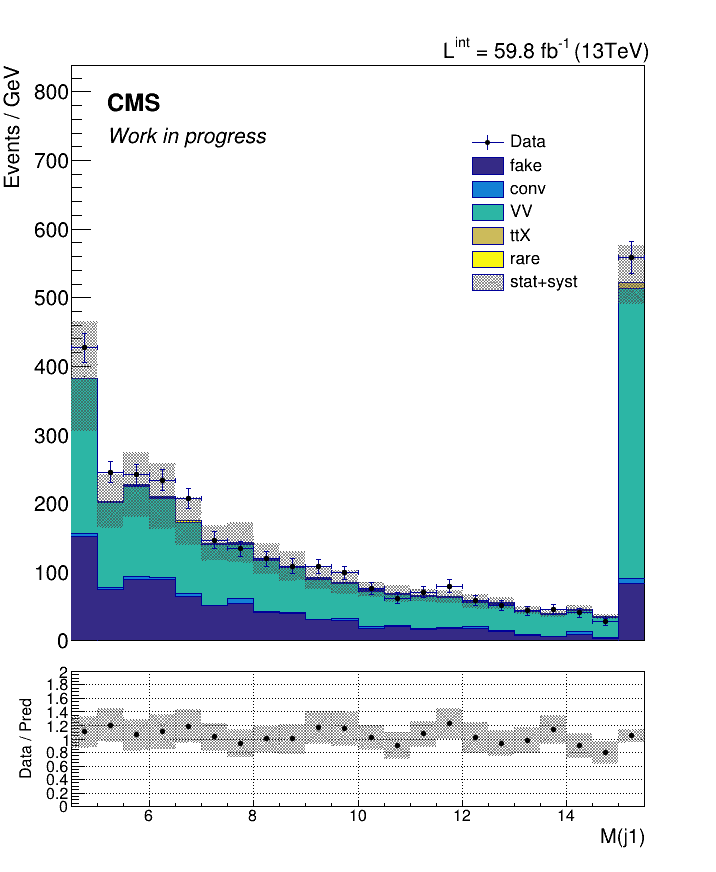 L^int = 59.8 fb^-1 (13TeV)
Events / GeV
800
700
600
500
400
300
200
100
0
CMS
Work in progress
Data
fake
conv
VV
ttX
rare
stat+syst
Data / Pred
2
1.8
1.6
1.4
1.2
1
0.8
0.6
0.4
0.2
0
6
8
10
12
14
M(j1)